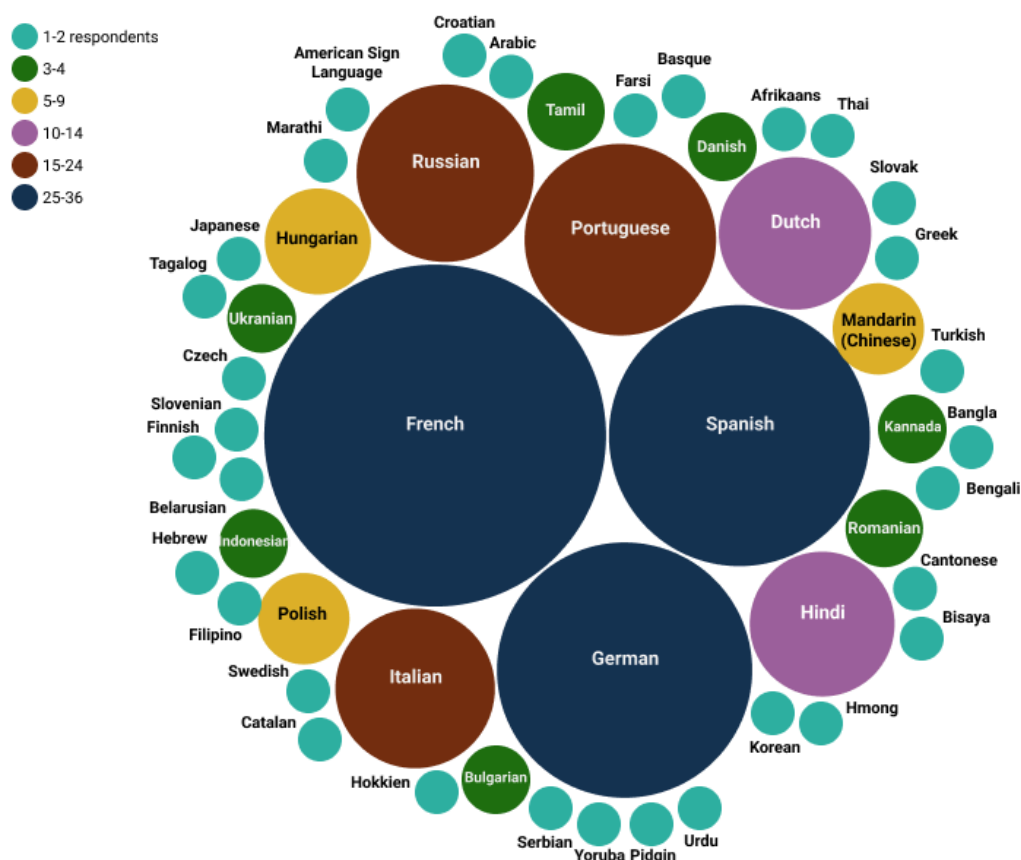 1-2 respondents
3-4
5-9
10-14
15-24
25-36
Croatian
Arabic
American Sign
Language
Basque
Farsi
Tamil
Afrikaans
Thai
Marathi
Danish
Russian
Slovak
Japanese
Hungarian
Portuguese
Dutch
Greek
Tagalog
Ukranian
Mandarin
(Chinese)
Turkish
Czech
Slovenian
Finnish
French
Spanish
Kannada
Bangla
Bengali
Belarusian
Hebrew
Indonesian
Romanian
Cantonese
Filipino
Polish
Hindi
Bisaya
Swedish
Italian
German
Catalan
Hmong
Korean
Hokkien
Bulgarian
Serbian
Yoruba
Pidgin
Urdu